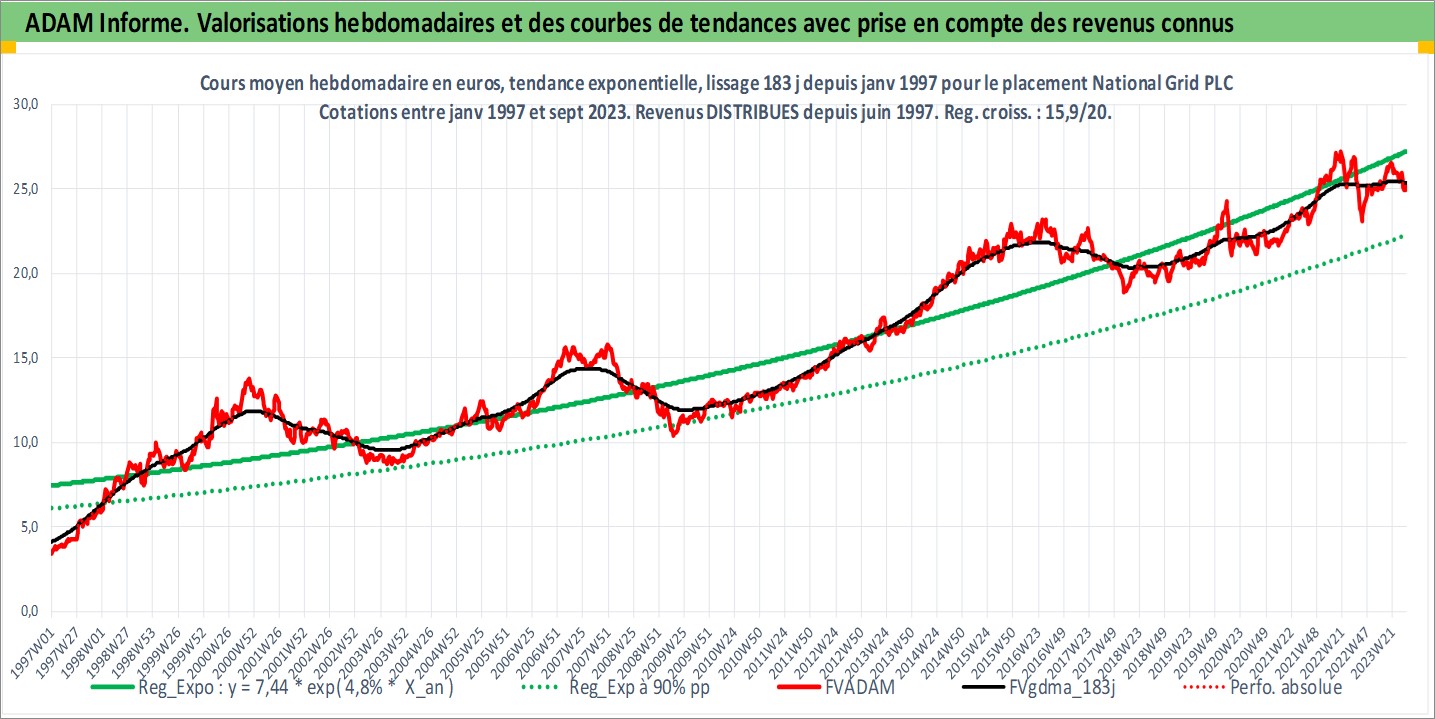 ADAM Informe. Valorisations hebdomadaires et des courbes de tendances avec prise en compte des revenus connus
Cours moyen hebdomadaire en euros, tendance exponentielle, lissage 183 j depuis janv 1997 pour le placement National Grid PLC
Cotations entre janv 1997 et sept 2023. Revenus DISTRIBUES depuis juin 1997. Reg. croiss. : 15,9/20.
30,0
25,0
20,0
15,0
10,0
5,0
0,0
1997W01
1997W27
1998W01
1998W27
1998W53
1999W26
1999W52
2000W26
2000W52
2001W26
2001W52
2002W26
2002W52
2003W26
2003W52
2004W26
2004W52
2005W25
2005W51
2006W25
2006W51
2007W25
2007W51
2008W25
2008W51
2009W25
2009W51
2010W24
2010W50
2011W24
2011W50
2012W24
2012W50
2013W24
2013W50
2014W24
2014W50
2015W24
2015W50
2016W23
2016W49
2017W23
2017W49
2018W23
2018W49
2019W23
2019W49
2020W23
2020W49
2021W22
2021W48
2022W21
2022W47
2023W21
Reg_Expo : y = 7,44 * exp( 4,8% * X_an )
Reg_Exp à 90% pp
FVADAM
FVgdma_183j
Perfo. absolue